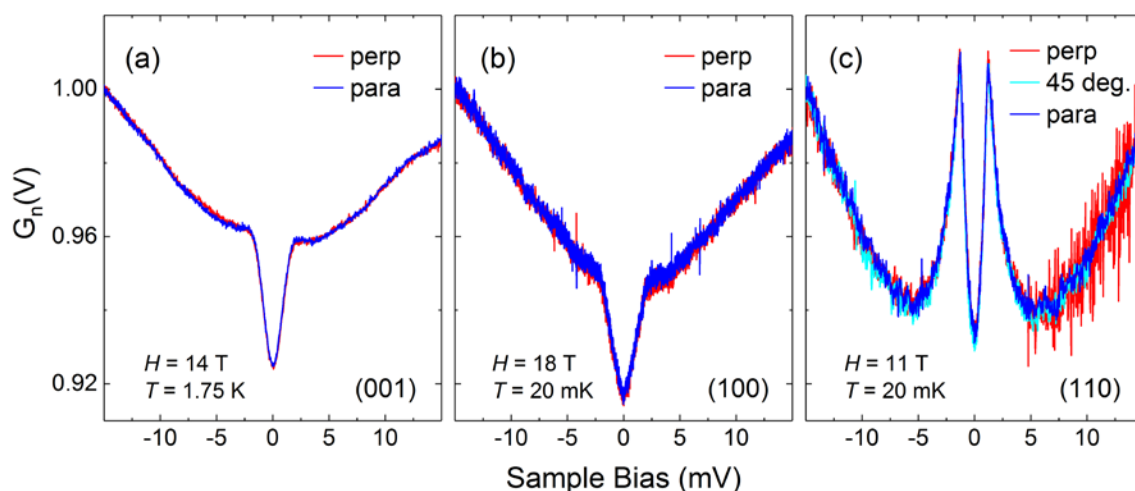 (a)
perp
para
H = 14 T
T = 1.75 K
(001)
(b)
perp
para
H = 18 T
T = 20 mK
(100)
(c)
perp
45 deg.
para
H = 11 T
T = 20 mK
(110)
1.00
0.96
0.92
Gn(V)
-10 -5 0 5 10
-10 -5 0 5 10
-10 -5 0 5 10
Sample Bias (mV)